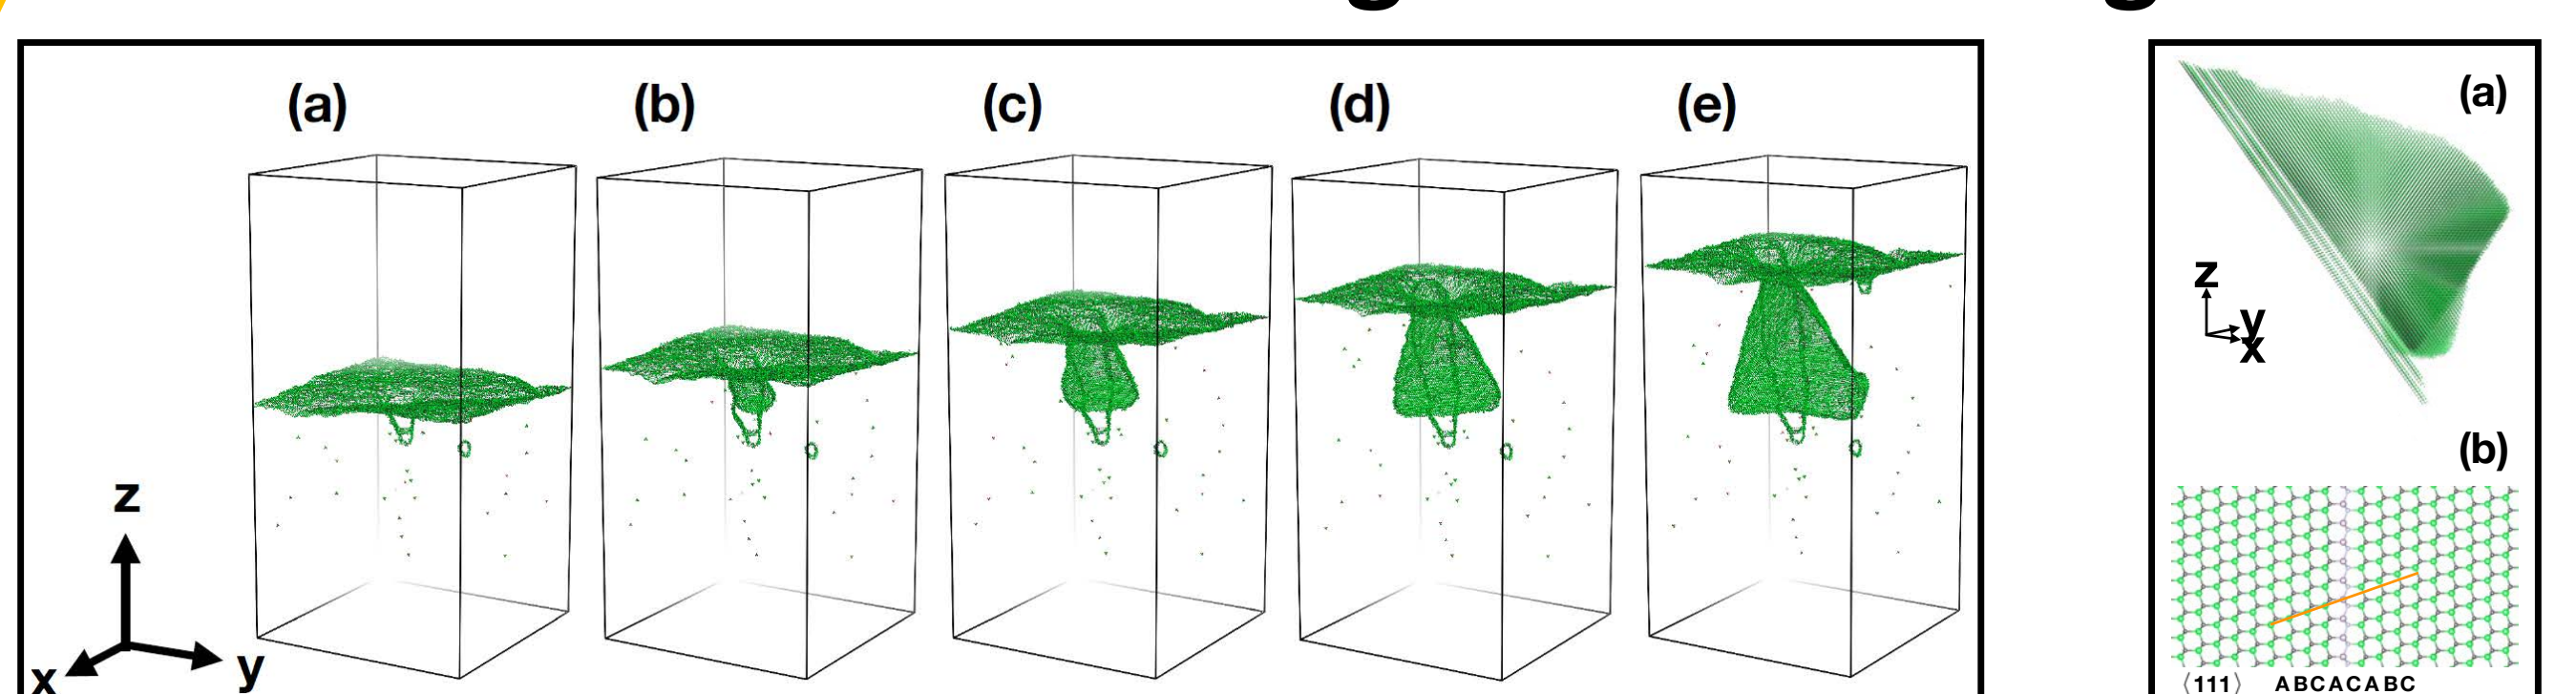 (a) (b) (c) (d) (e)
z
x
y
(a)
z
y
x
(b)
⟨111⟩ ABCACABC